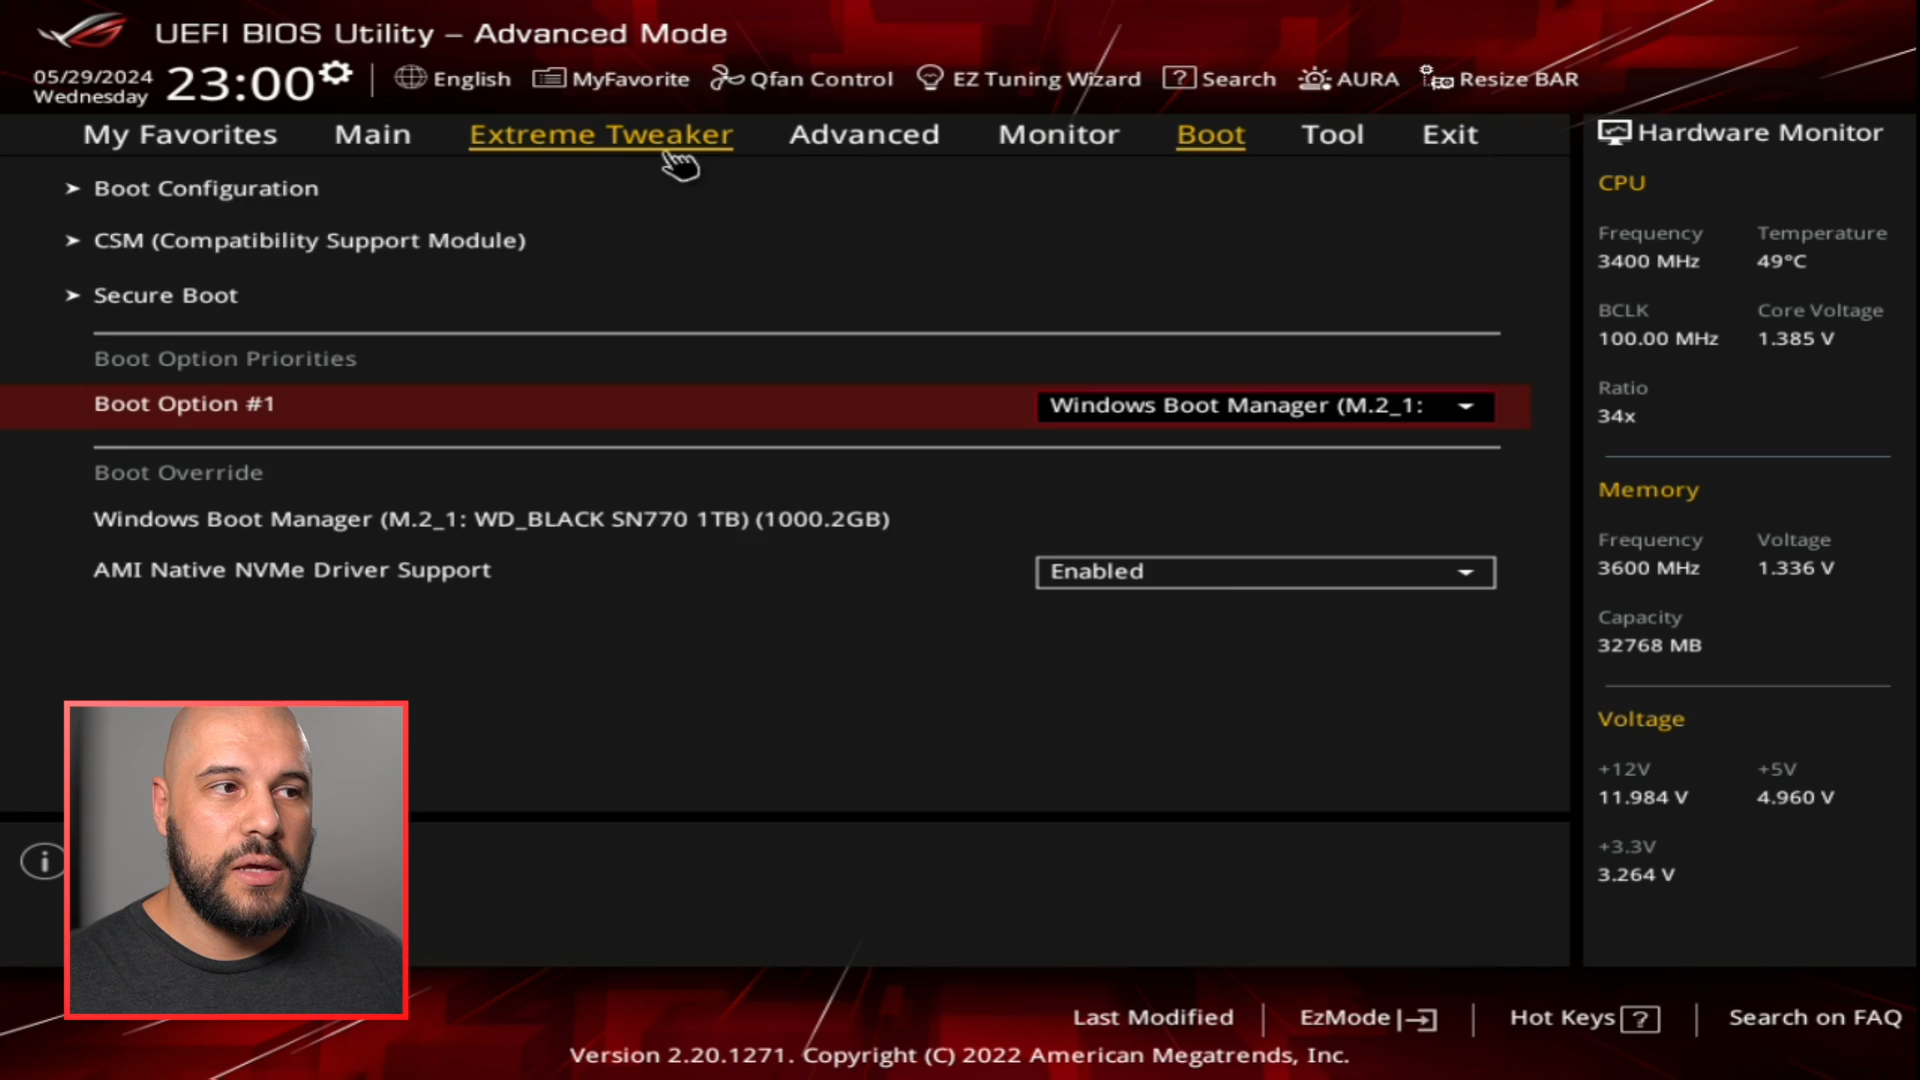 UEFI BIOS Utility – Advanced Mode
05/29/2024
Wednesday
23:00
English
MyFavorite
Qfan Control
EZ Tuning Wizard
? Search
AURA
Resize BAR
My Favorites
Main
Extreme Tweaker
Advanced
Monitor
Boot
Tool
Exit
Boot Configuration
CSM (Compatibility Support Module)
Secure Boot
Boot Option Priorities
Boot Option #1
Windows Boot Manager (M.2_1:
Boot Override
Windows Boot Manager (M.2_1: WD_BLACK SN770 1TB) (1000.2GB)
AMI Native NVMe Driver Support
Enabled
i
Hardware Monitor
CPU
Frequency Temperature
3400 MHz 49°C
BCLK Core Voltage
100.00 MHz 1.385 V
Ratio
34x
Memory
Frequency Voltage
3600 MHz 1.336 V
Capacity
32768 MB
Voltage
+12V +5V
11.984 V 4.960 V
+3.3V
3.264 V
Last Modified
EzMode
Hot Keys ?
Search on FAQ
Version 2.20.1271. Copyright (C) 2022 American Megatrends, Inc.